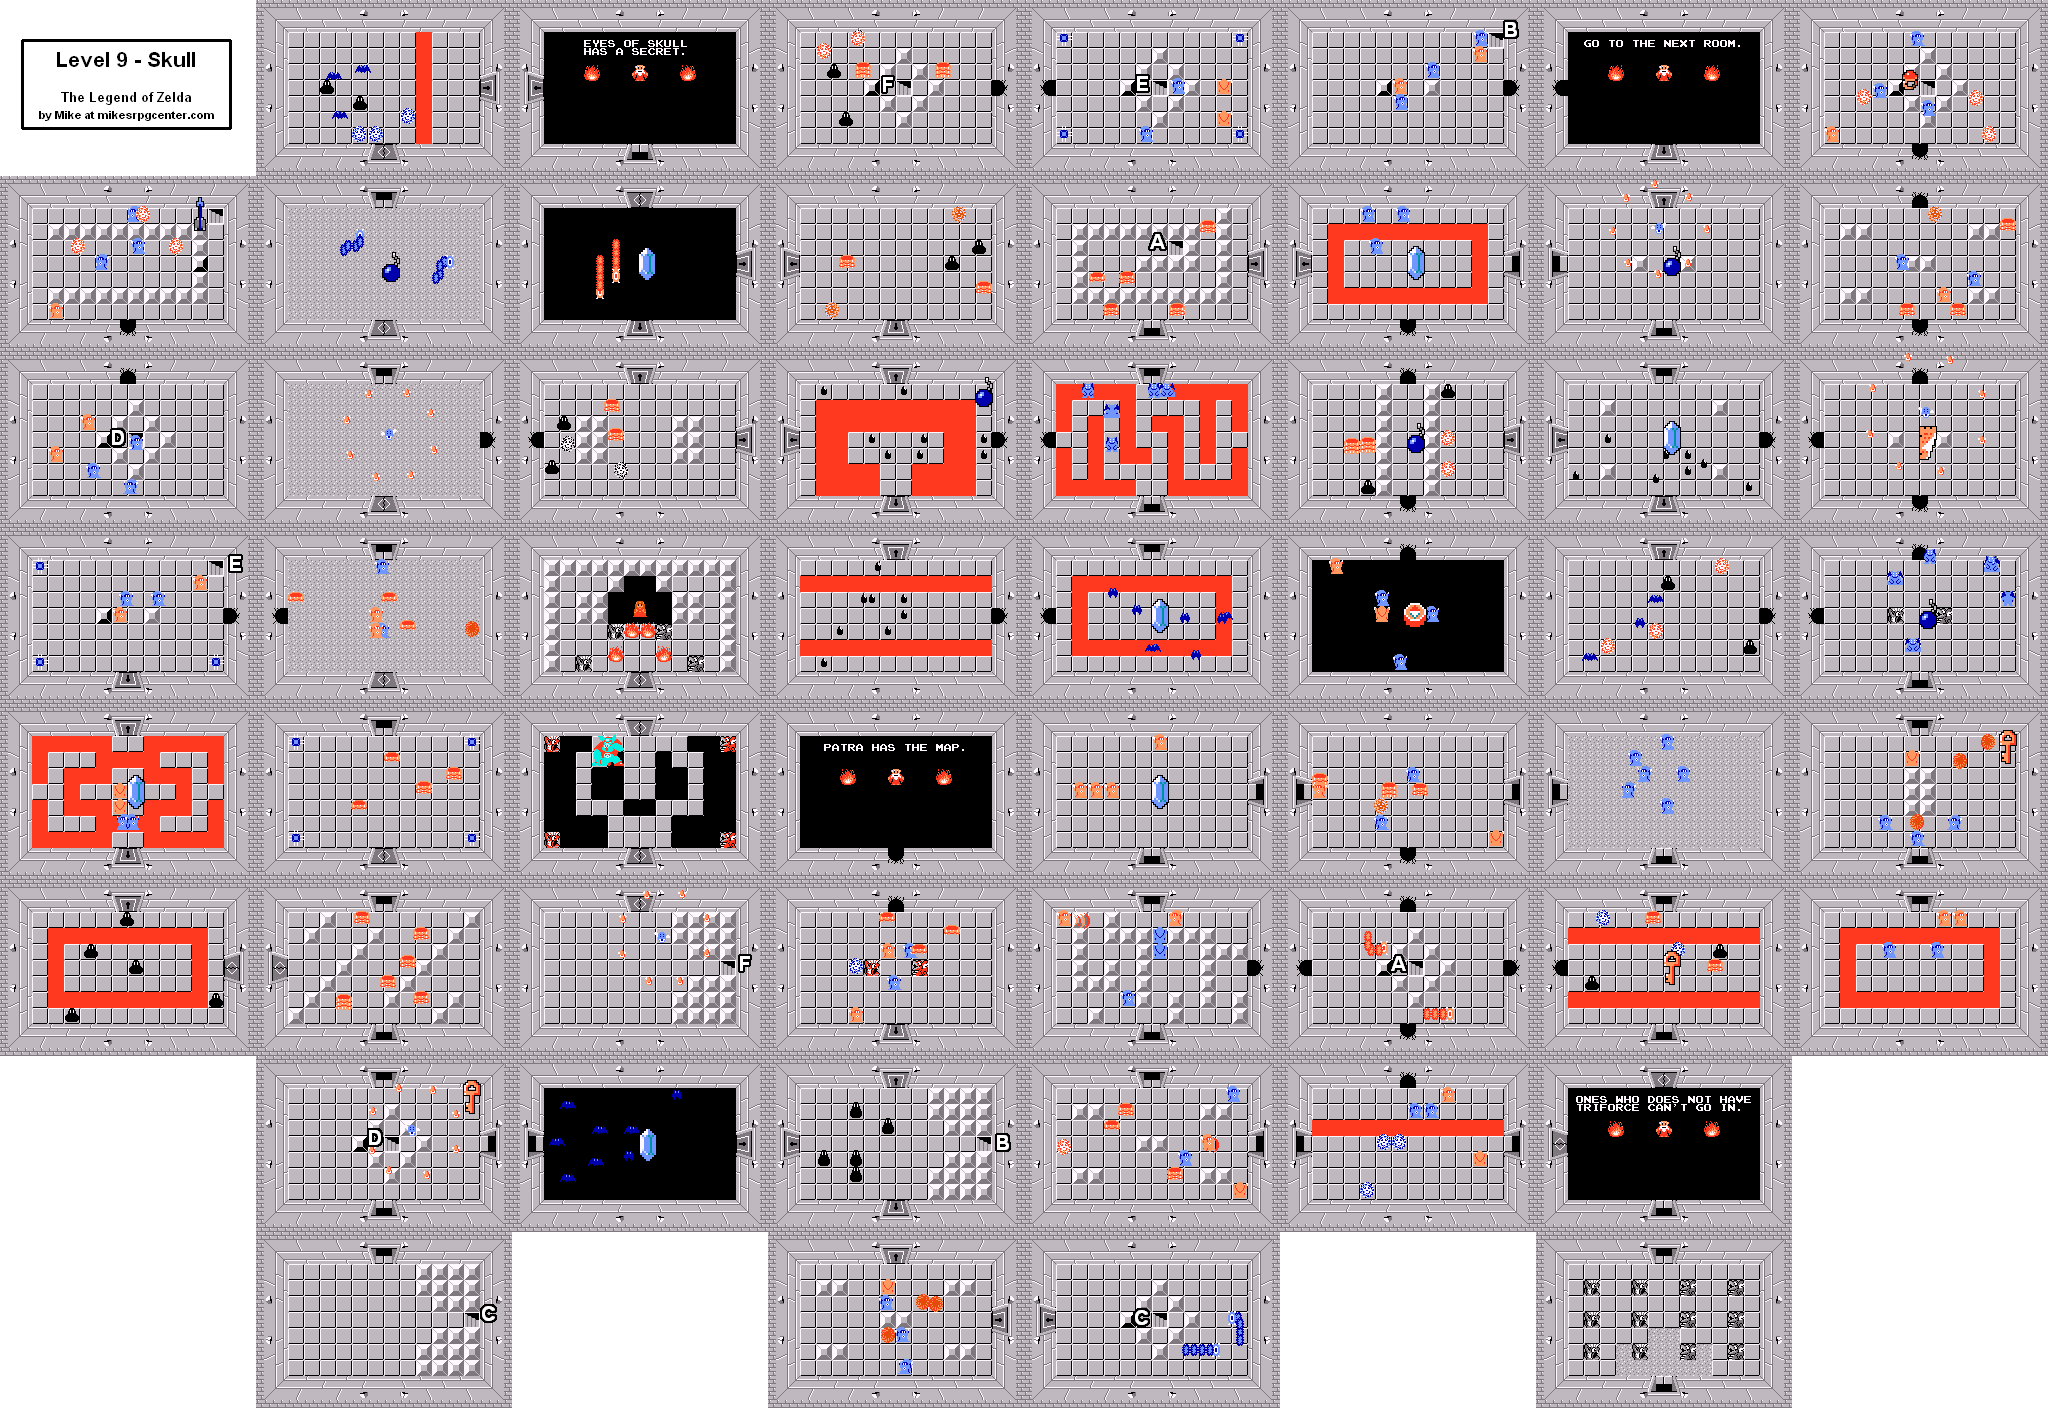 Level 9 - Skull
The Legend of Zelda
by Mike at mikesrpgcenter.com
EYES OF SKULL
HAS A SECRET.
F
E
B
GO TO THE NEXT ROOM.
A
D
E
PATRA HAS THE MAP.
F
A
D
B
ONES WHO DOES NOT HAVE
TRIFORCE CAN'T GO IN.
C
C